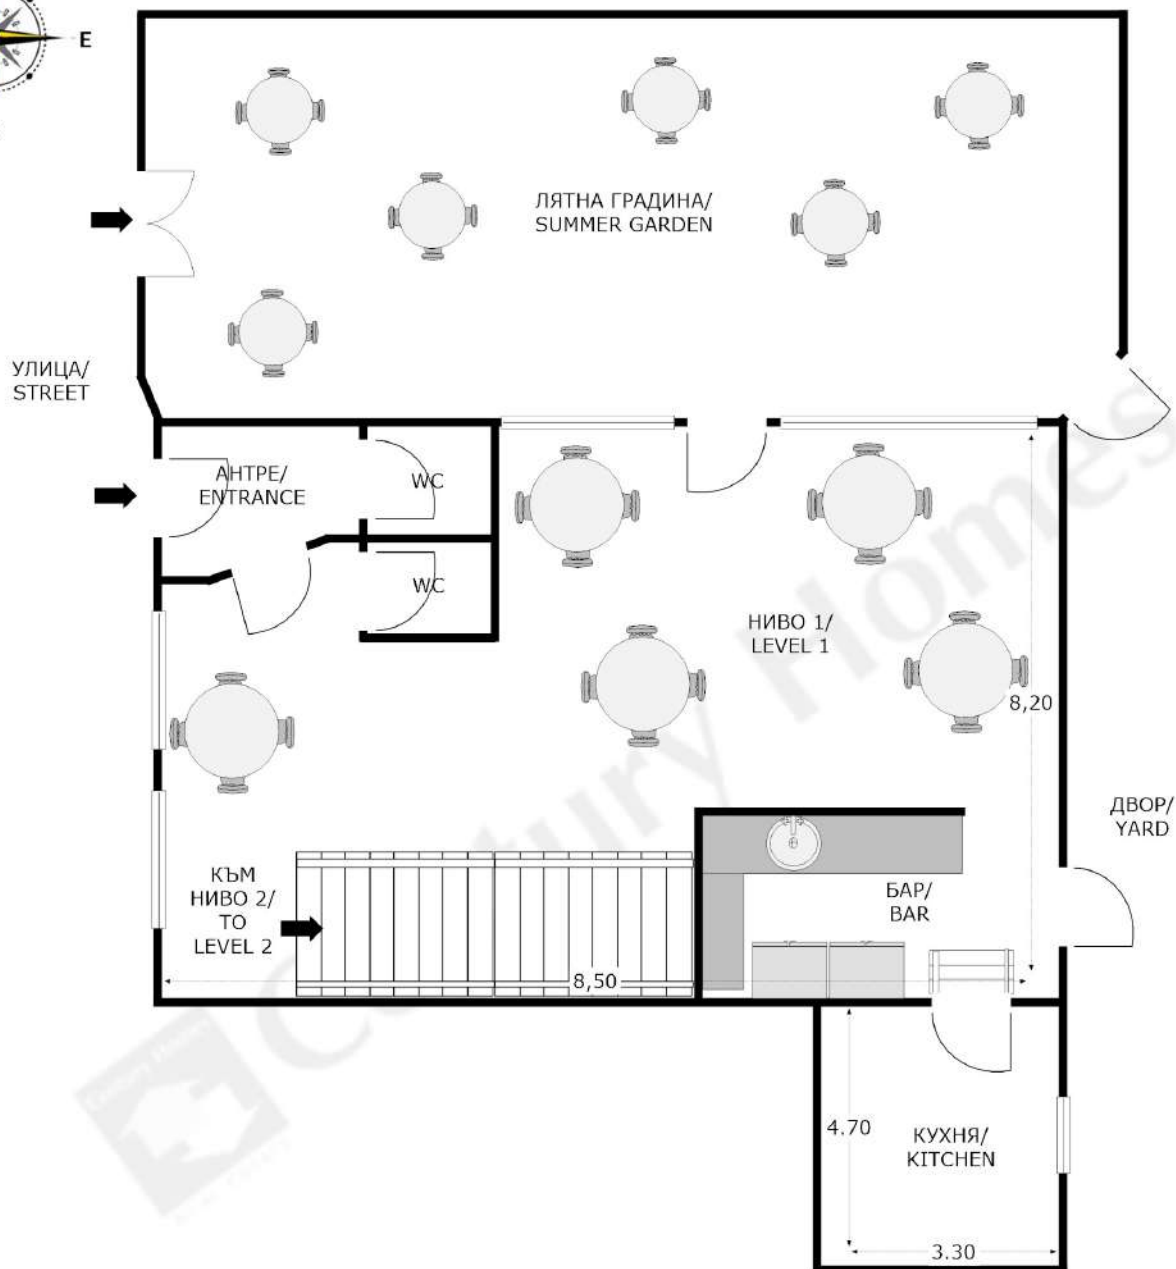 E
ЛЯТНА ГРАДИНА/
SUMMER GARDEN
УЛИЦА/
STREET
АНТРЕ/
ENTRANCE
WC
WC
НИВО 1/
LEVEL 1
8,20
ДВОР/
YARD
КЪМ
НИВО 2/
TO
LEVEL 2
БАР/
BAR
8,50
4.70
КУХНЯ/
KITCHEN
3.30
Century Homes